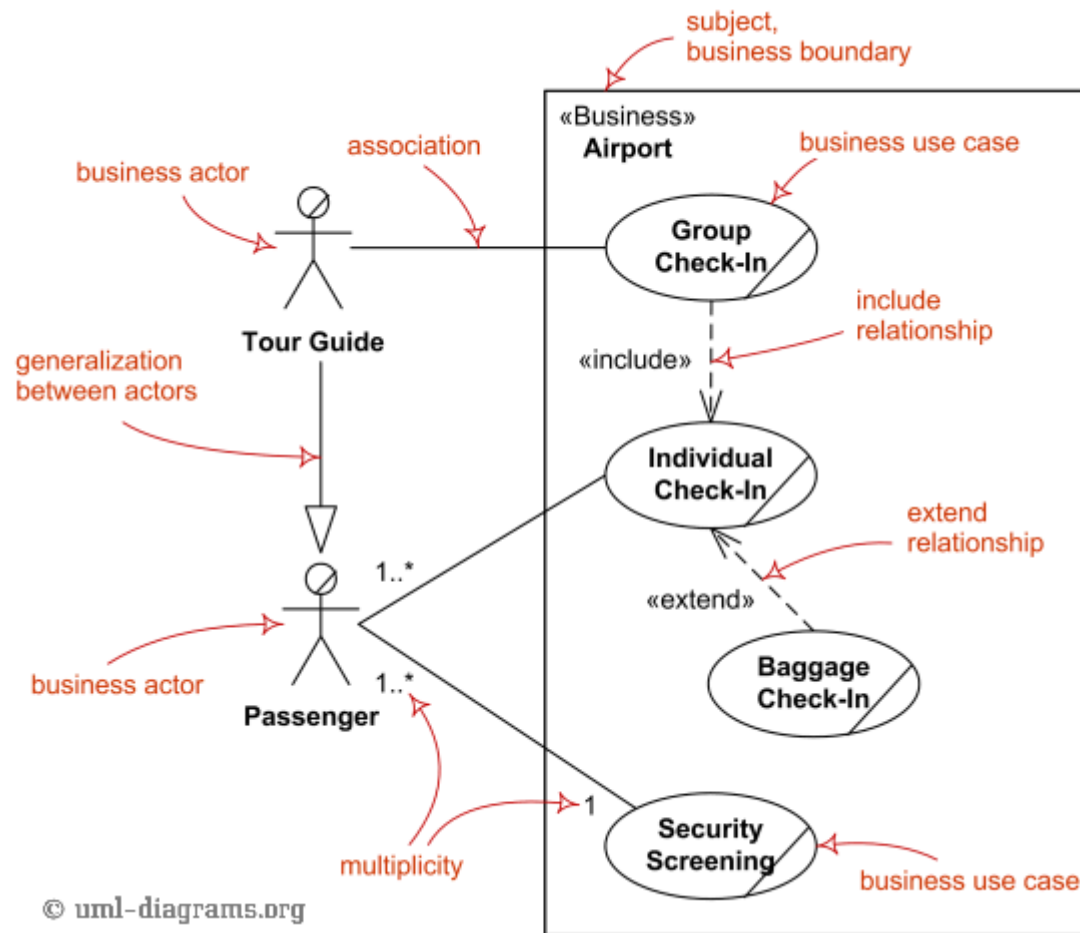 subject,
business boundary
«Business»
Airport
business use case
association
business actor
Group
Check-In
Tour Guide
include
relationship
«include»
generalization
between actors
Individual
Check-In
extend
relationship
1..*
«extend»
Baggage
Check-In
business actor
1..*
Passenger
1
multiplicity
Security
Screening
business use case
© uml-diagrams.org